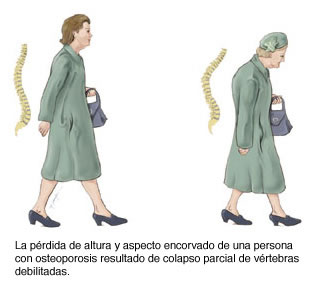 La pérdida de altura y aspecto encorvado de una persona
con osteoporosis resultado de colapso parcial de vértebras
debilitadas.